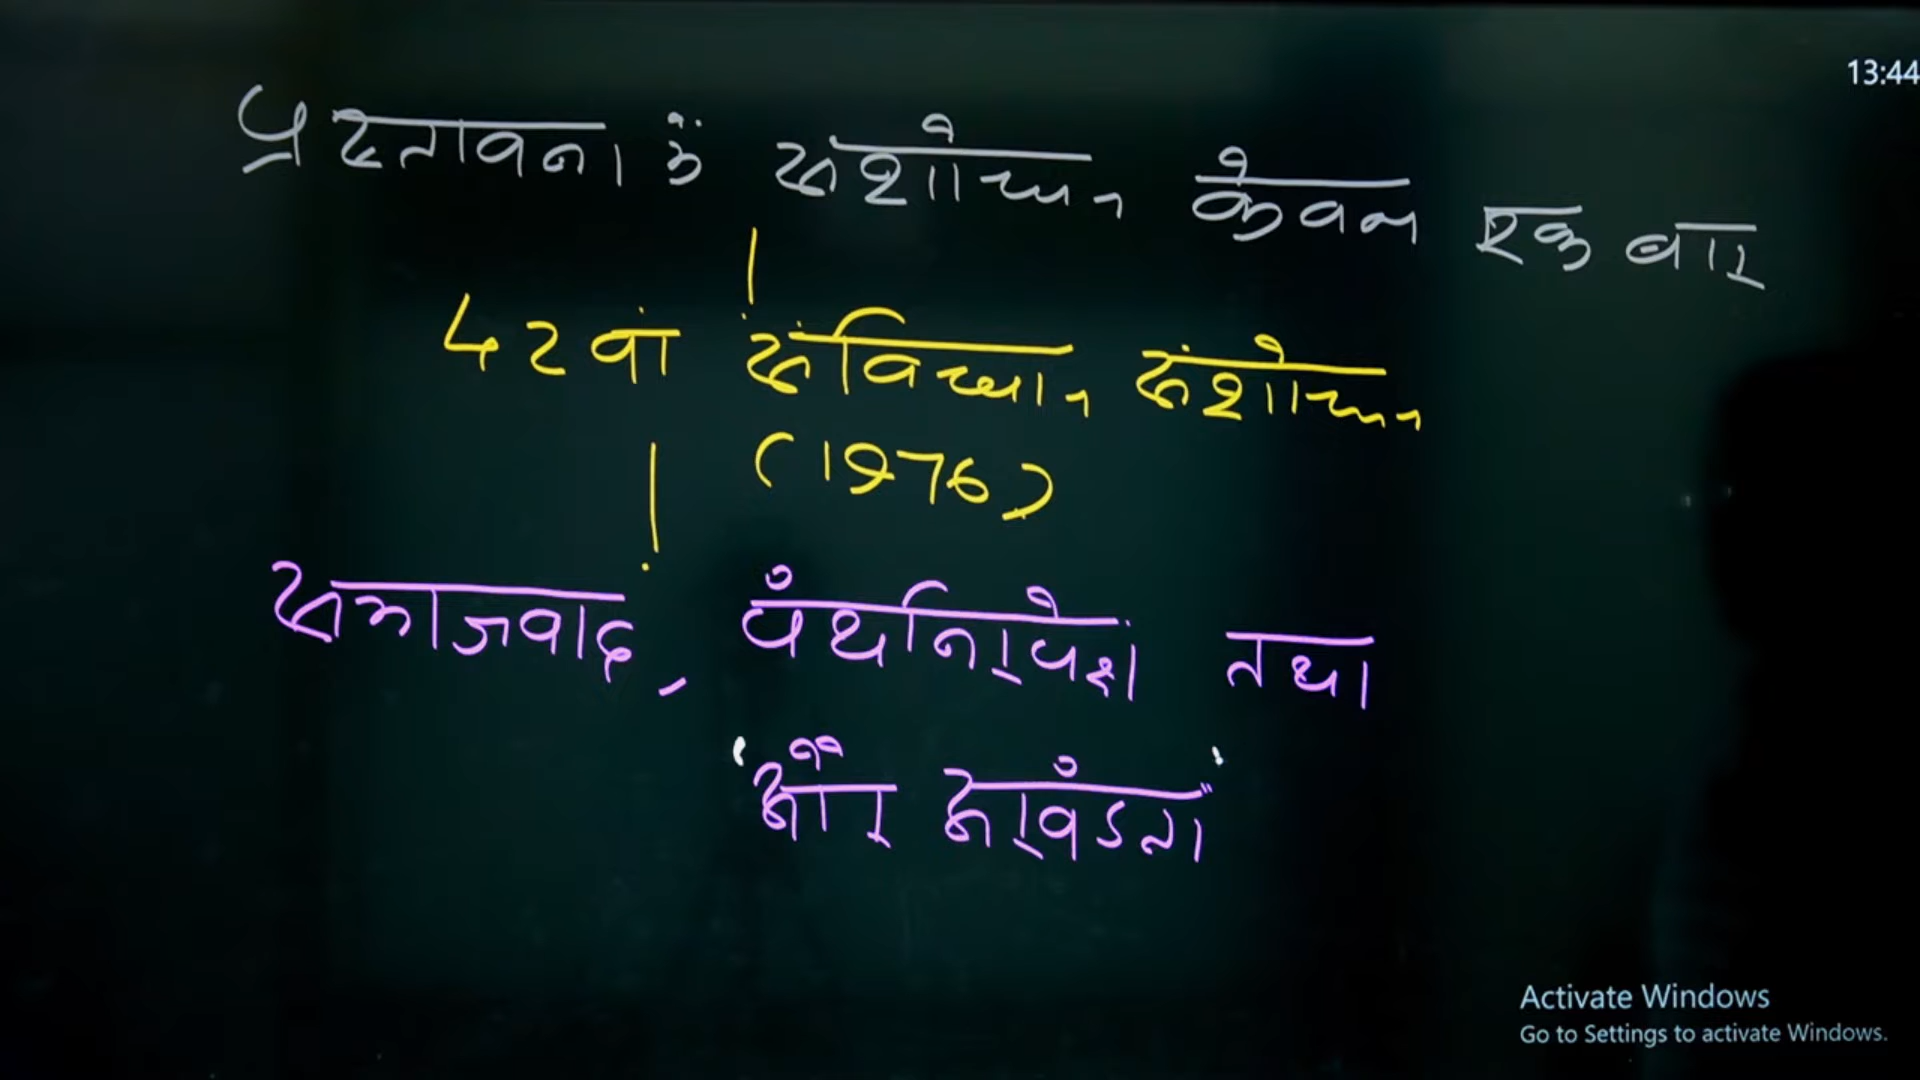 13:44
प्रस्तावना में संशोधन केवल एक बार
42वां संविधान संशोधन
(1976)
समाजवाद, पंथनिरपेक्ष तथा
'और अखंडता'
Activate Windows
Go to Settings to activate Windows.